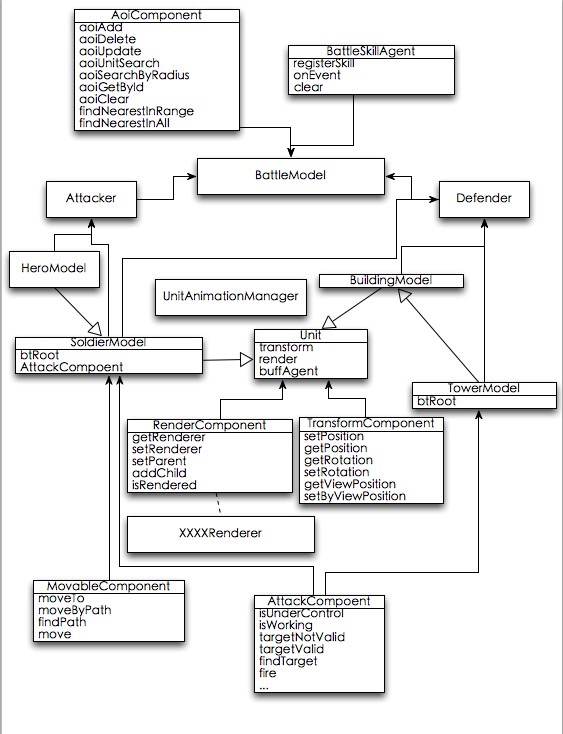 AoiComponent
aoiAdd
aoiDelete
aoiUpdate
aoiUnitSearch
aoiSearchByRadius
aoiGetById
aoiClear
findNearestInRange
findNearestInAll
BattleSkillAgent
registerSkill
onEvent
clear
BattleModel
Attacker
Defender
HeroModel
UnitAnimationManager
BuildingModel
SoldierModel
btRoot
AttackCompoent
Unit
transform
render
buffAgent
TowerModel
btRoot
RenderComponent
getRenderer
setRenderer
setParent
addChild
isRendered
TransformComponent
setPosition
getPosition
getRotation
setRotation
getViewPosition
setByViewPosition
XXXXRenderer
MovableComponent
moveTo
moveByPath
findPath
move
AttackCompoent
isUnderControl
isWorking
targetNotValid
targetValid
findTarget
fire
...